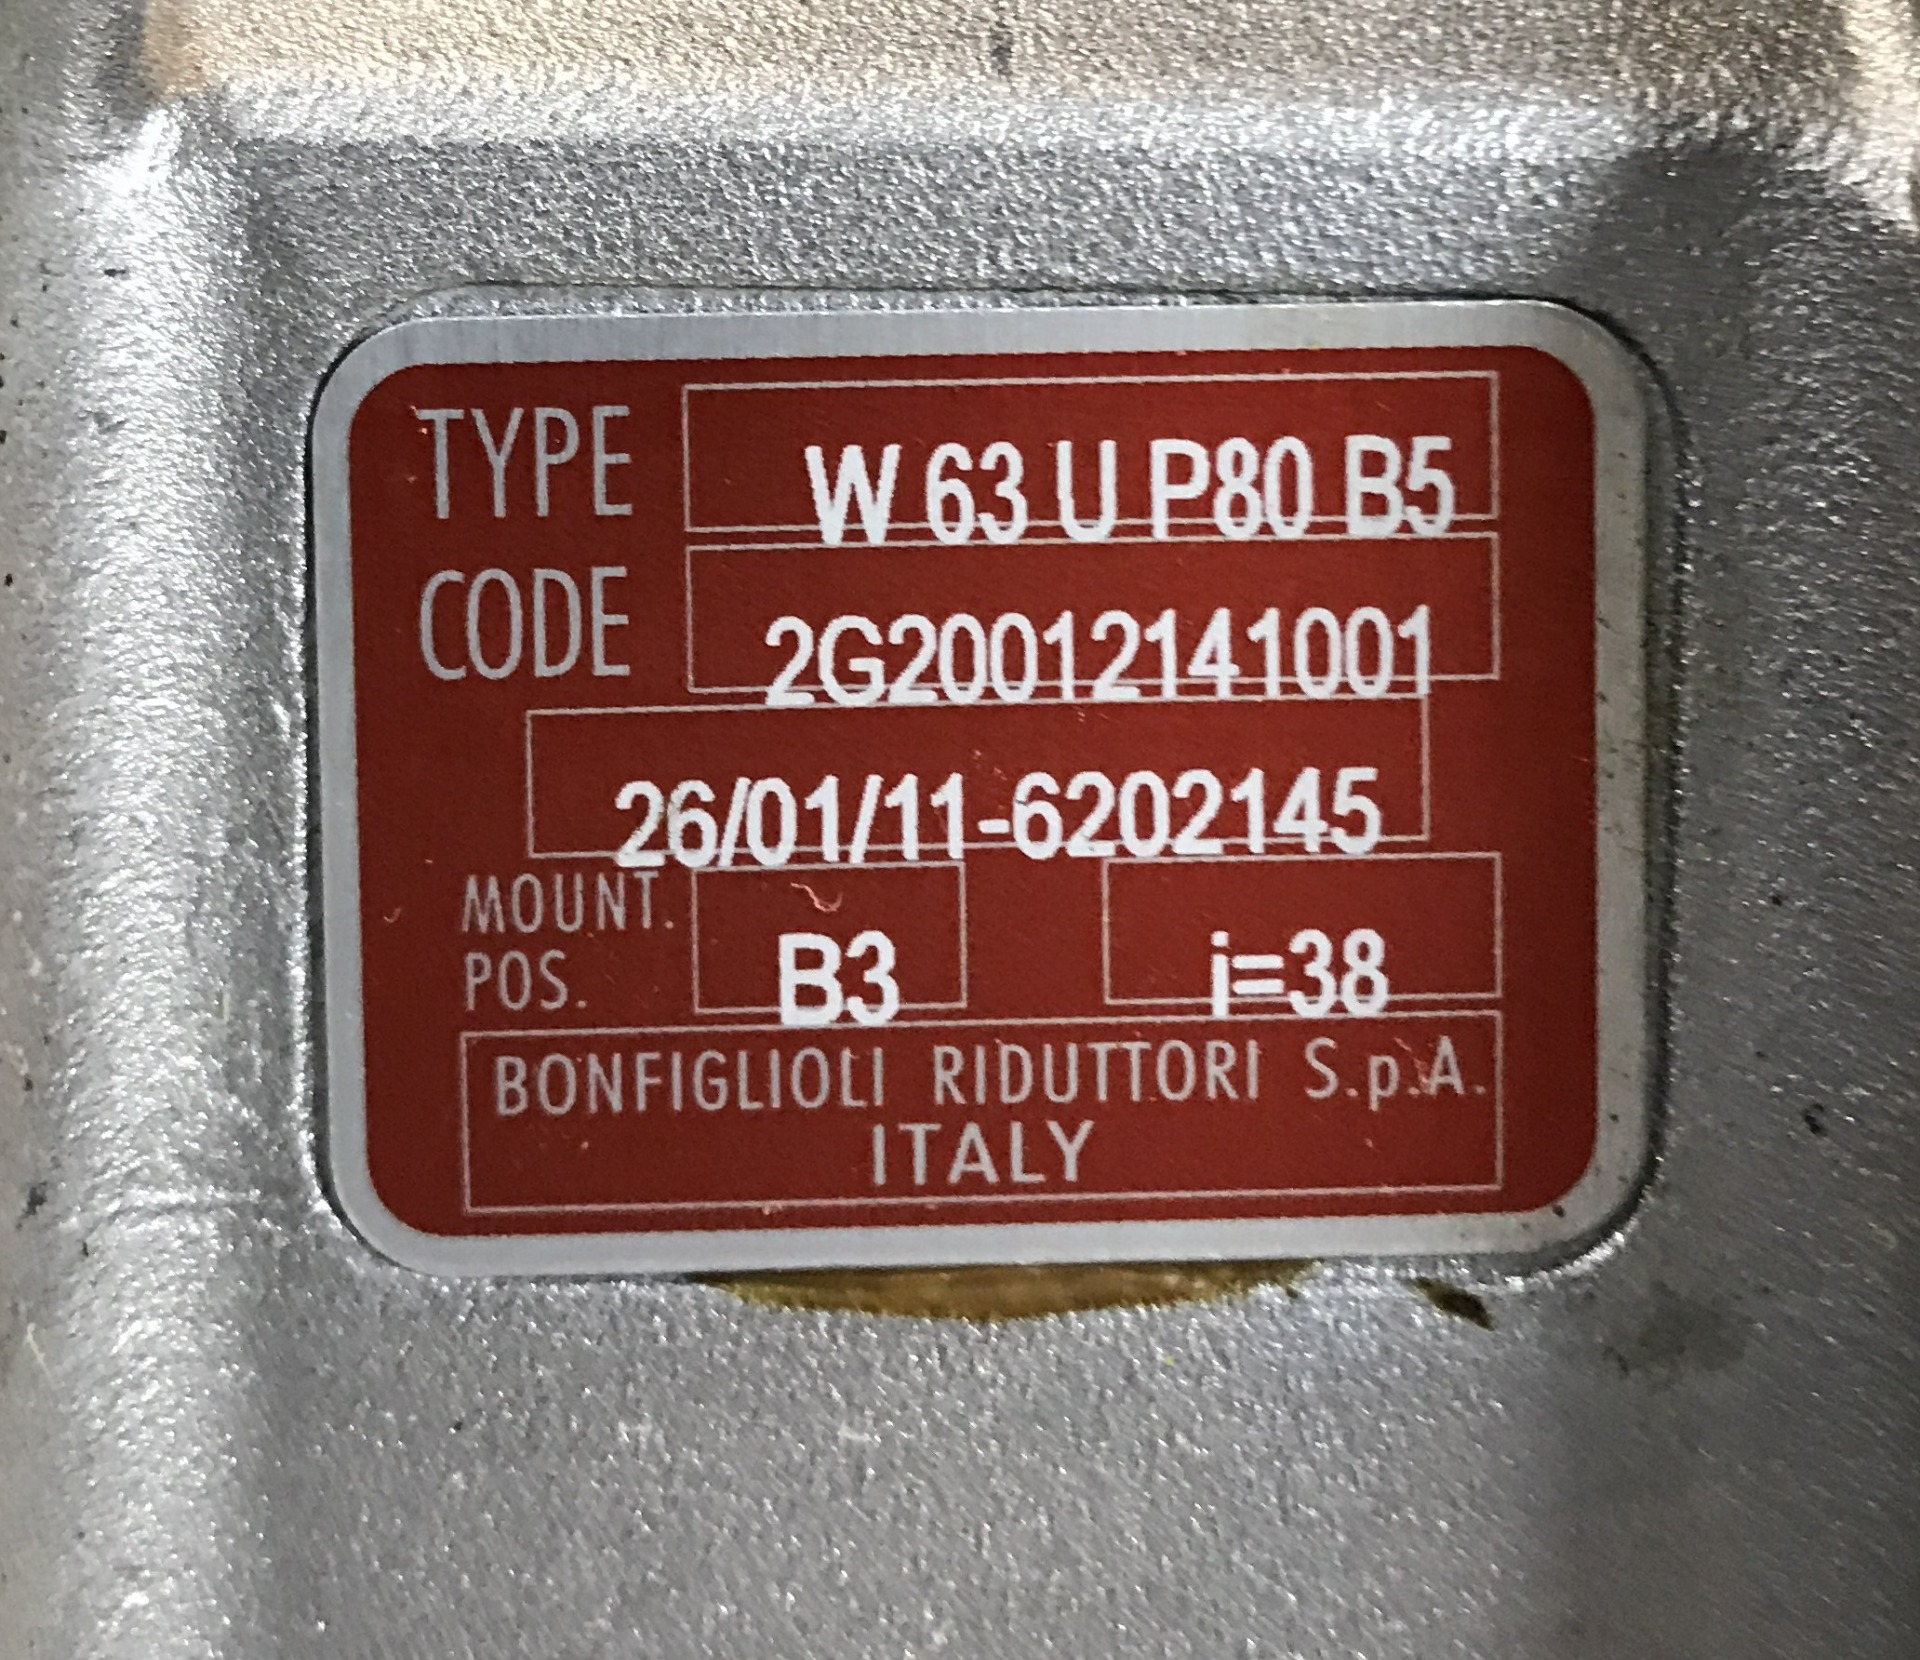 TYPE W 63 U P80 B5
CODE 2G20012141001
26/01/11-6202145
MOUNT. POS. B3 i=38
BONFIGLIOLI RIDUTTORI S.p.A.
ITALY